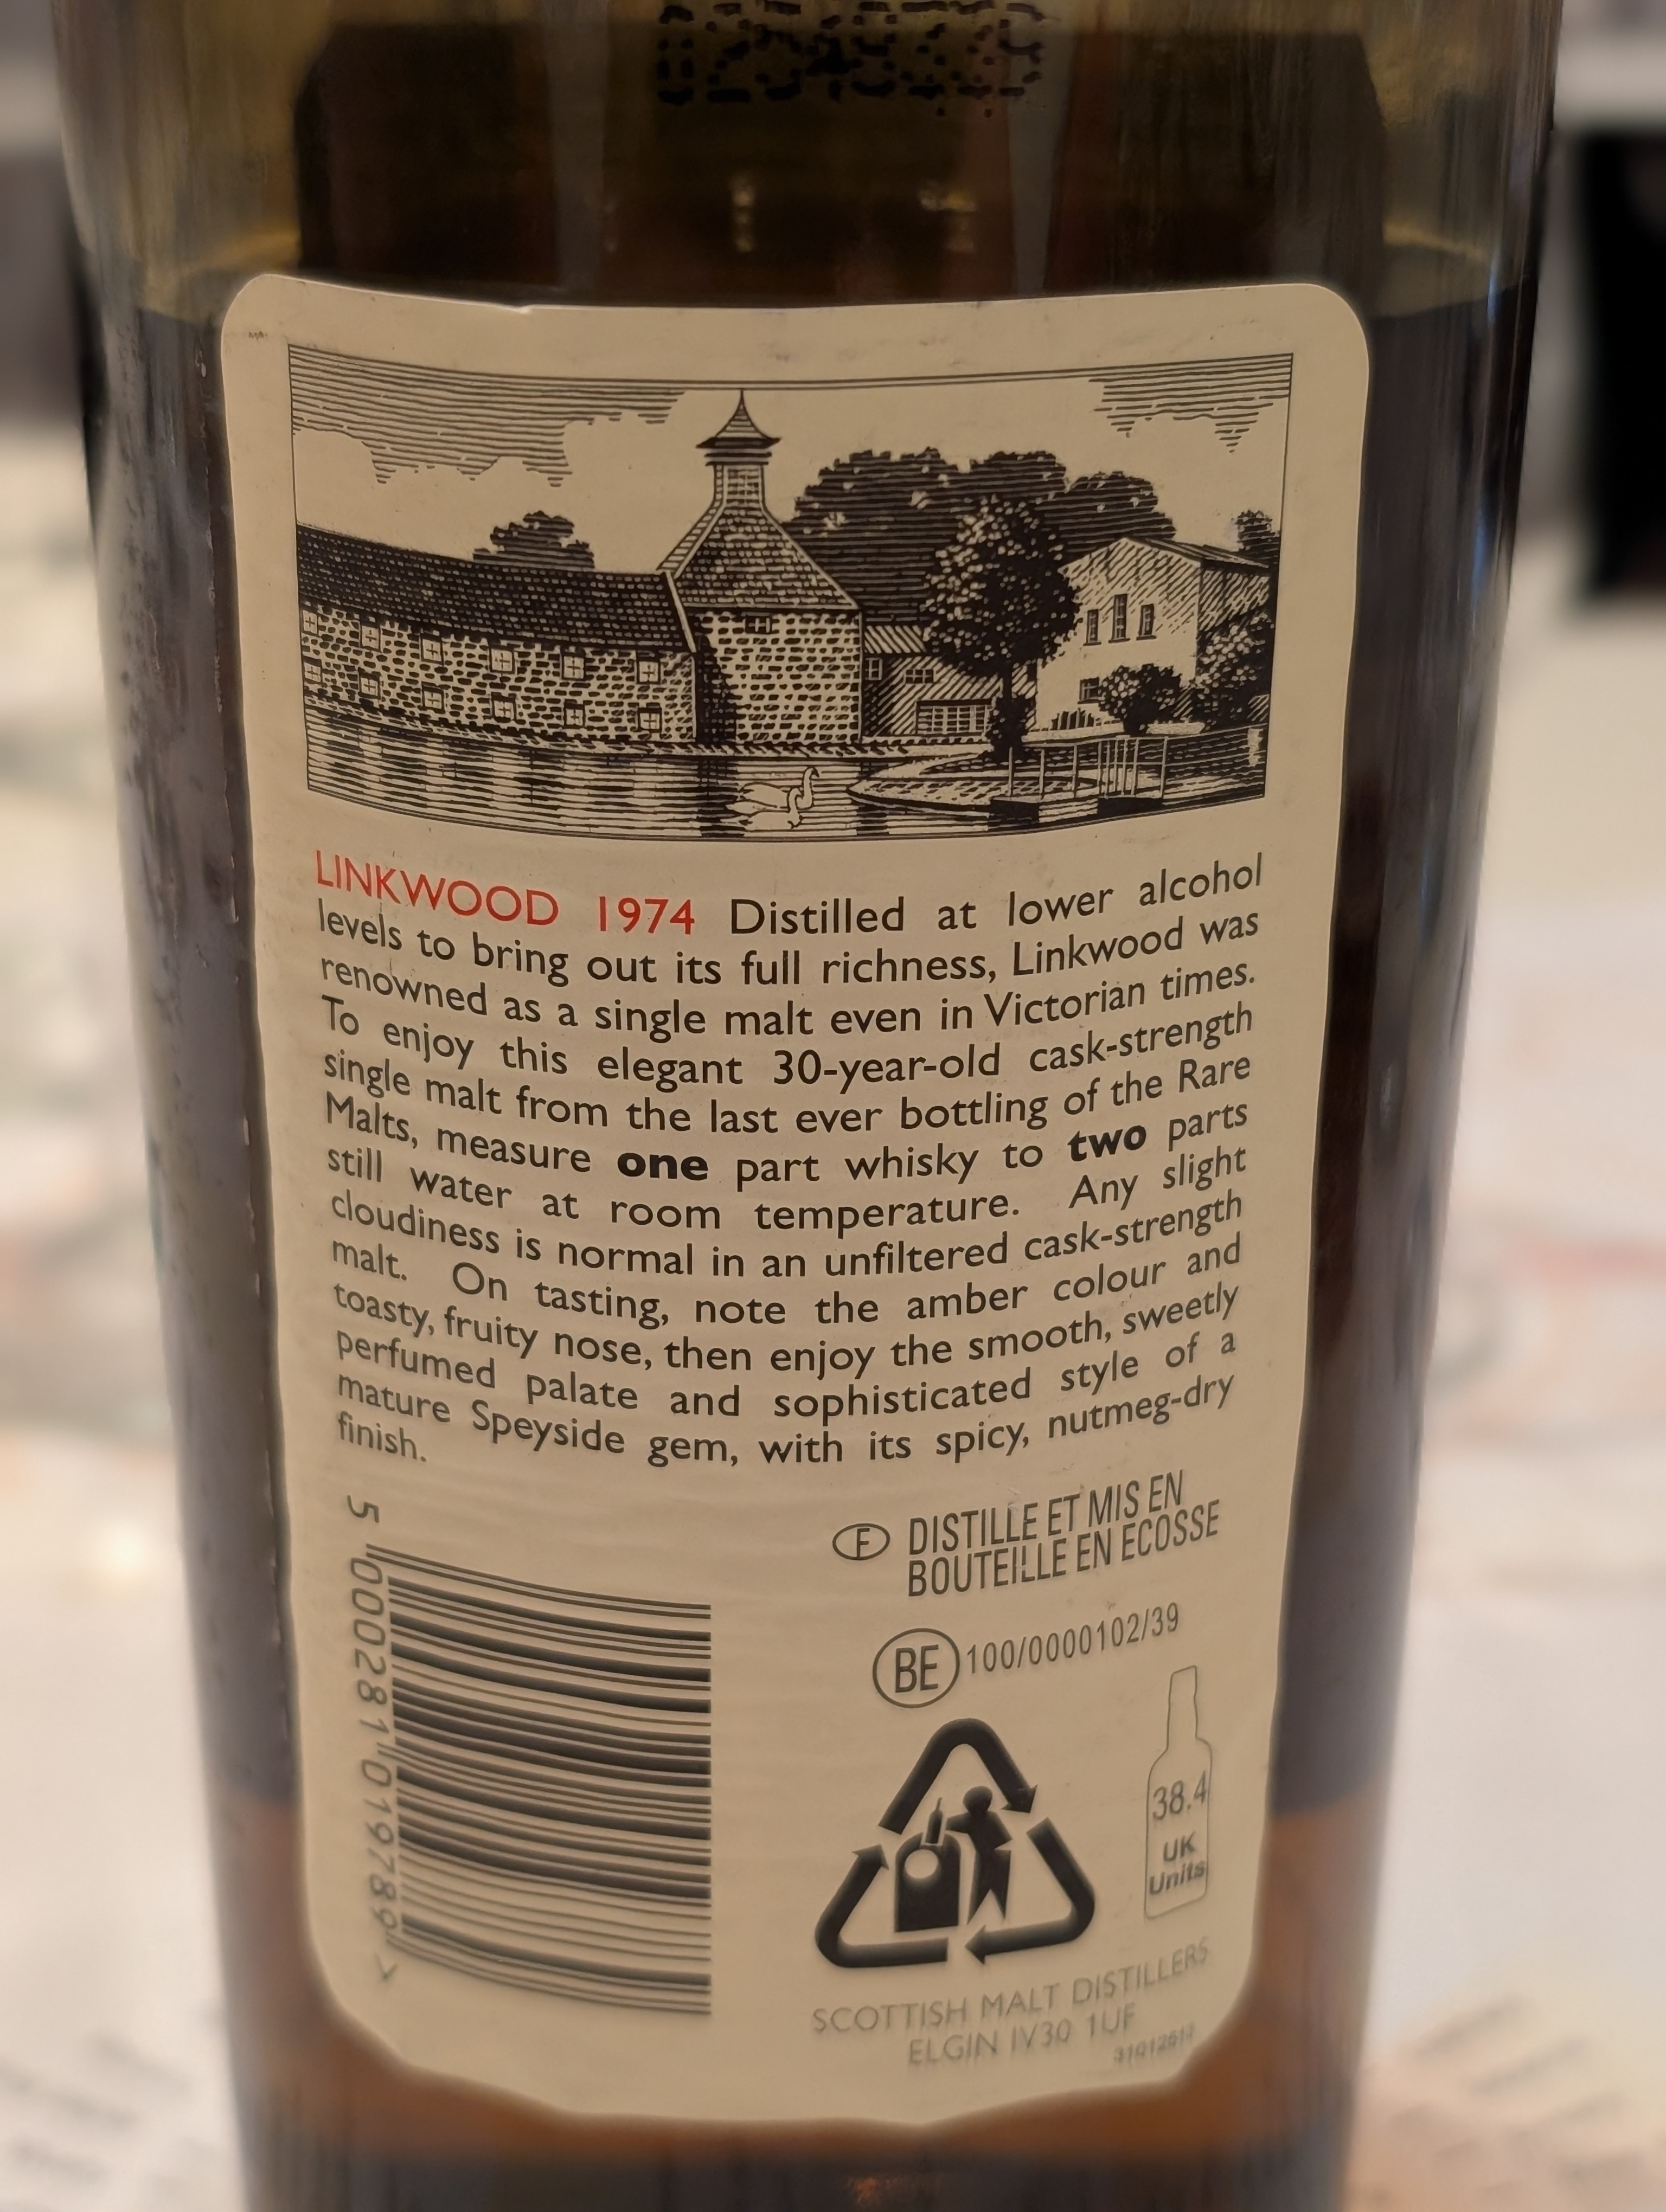 LINKWOOD 1974 Distilled at lower alcohol
levels to bring out its full richness, Linkwood was
renowned as a single malt even in Victorian times.
To enjoy this elegant 30-year-old cask-strength
single malt from the last ever bottling of the Rare
Malts, measure one part whisky to two parts
still water at room temperature. Any slight
cloudiness is normal in an unfiltered cask-strength
malt. On tasting, note the amber colour and
toasty, fruity nose, then enjoy the smooth, sweetly
perfumed palate and sophisticated style of a
mature Speyside gem, with its spicy, nutmeg-dry
finish.
5 000281 019789 >
F DISTILLE ET MIS EN
BOUTEILLE EN ECOSSE
BE 100/0000102/39
38.4
UK
Units
SCOTTISH MALT DISTILLERS
ELGIN IV30 1UF